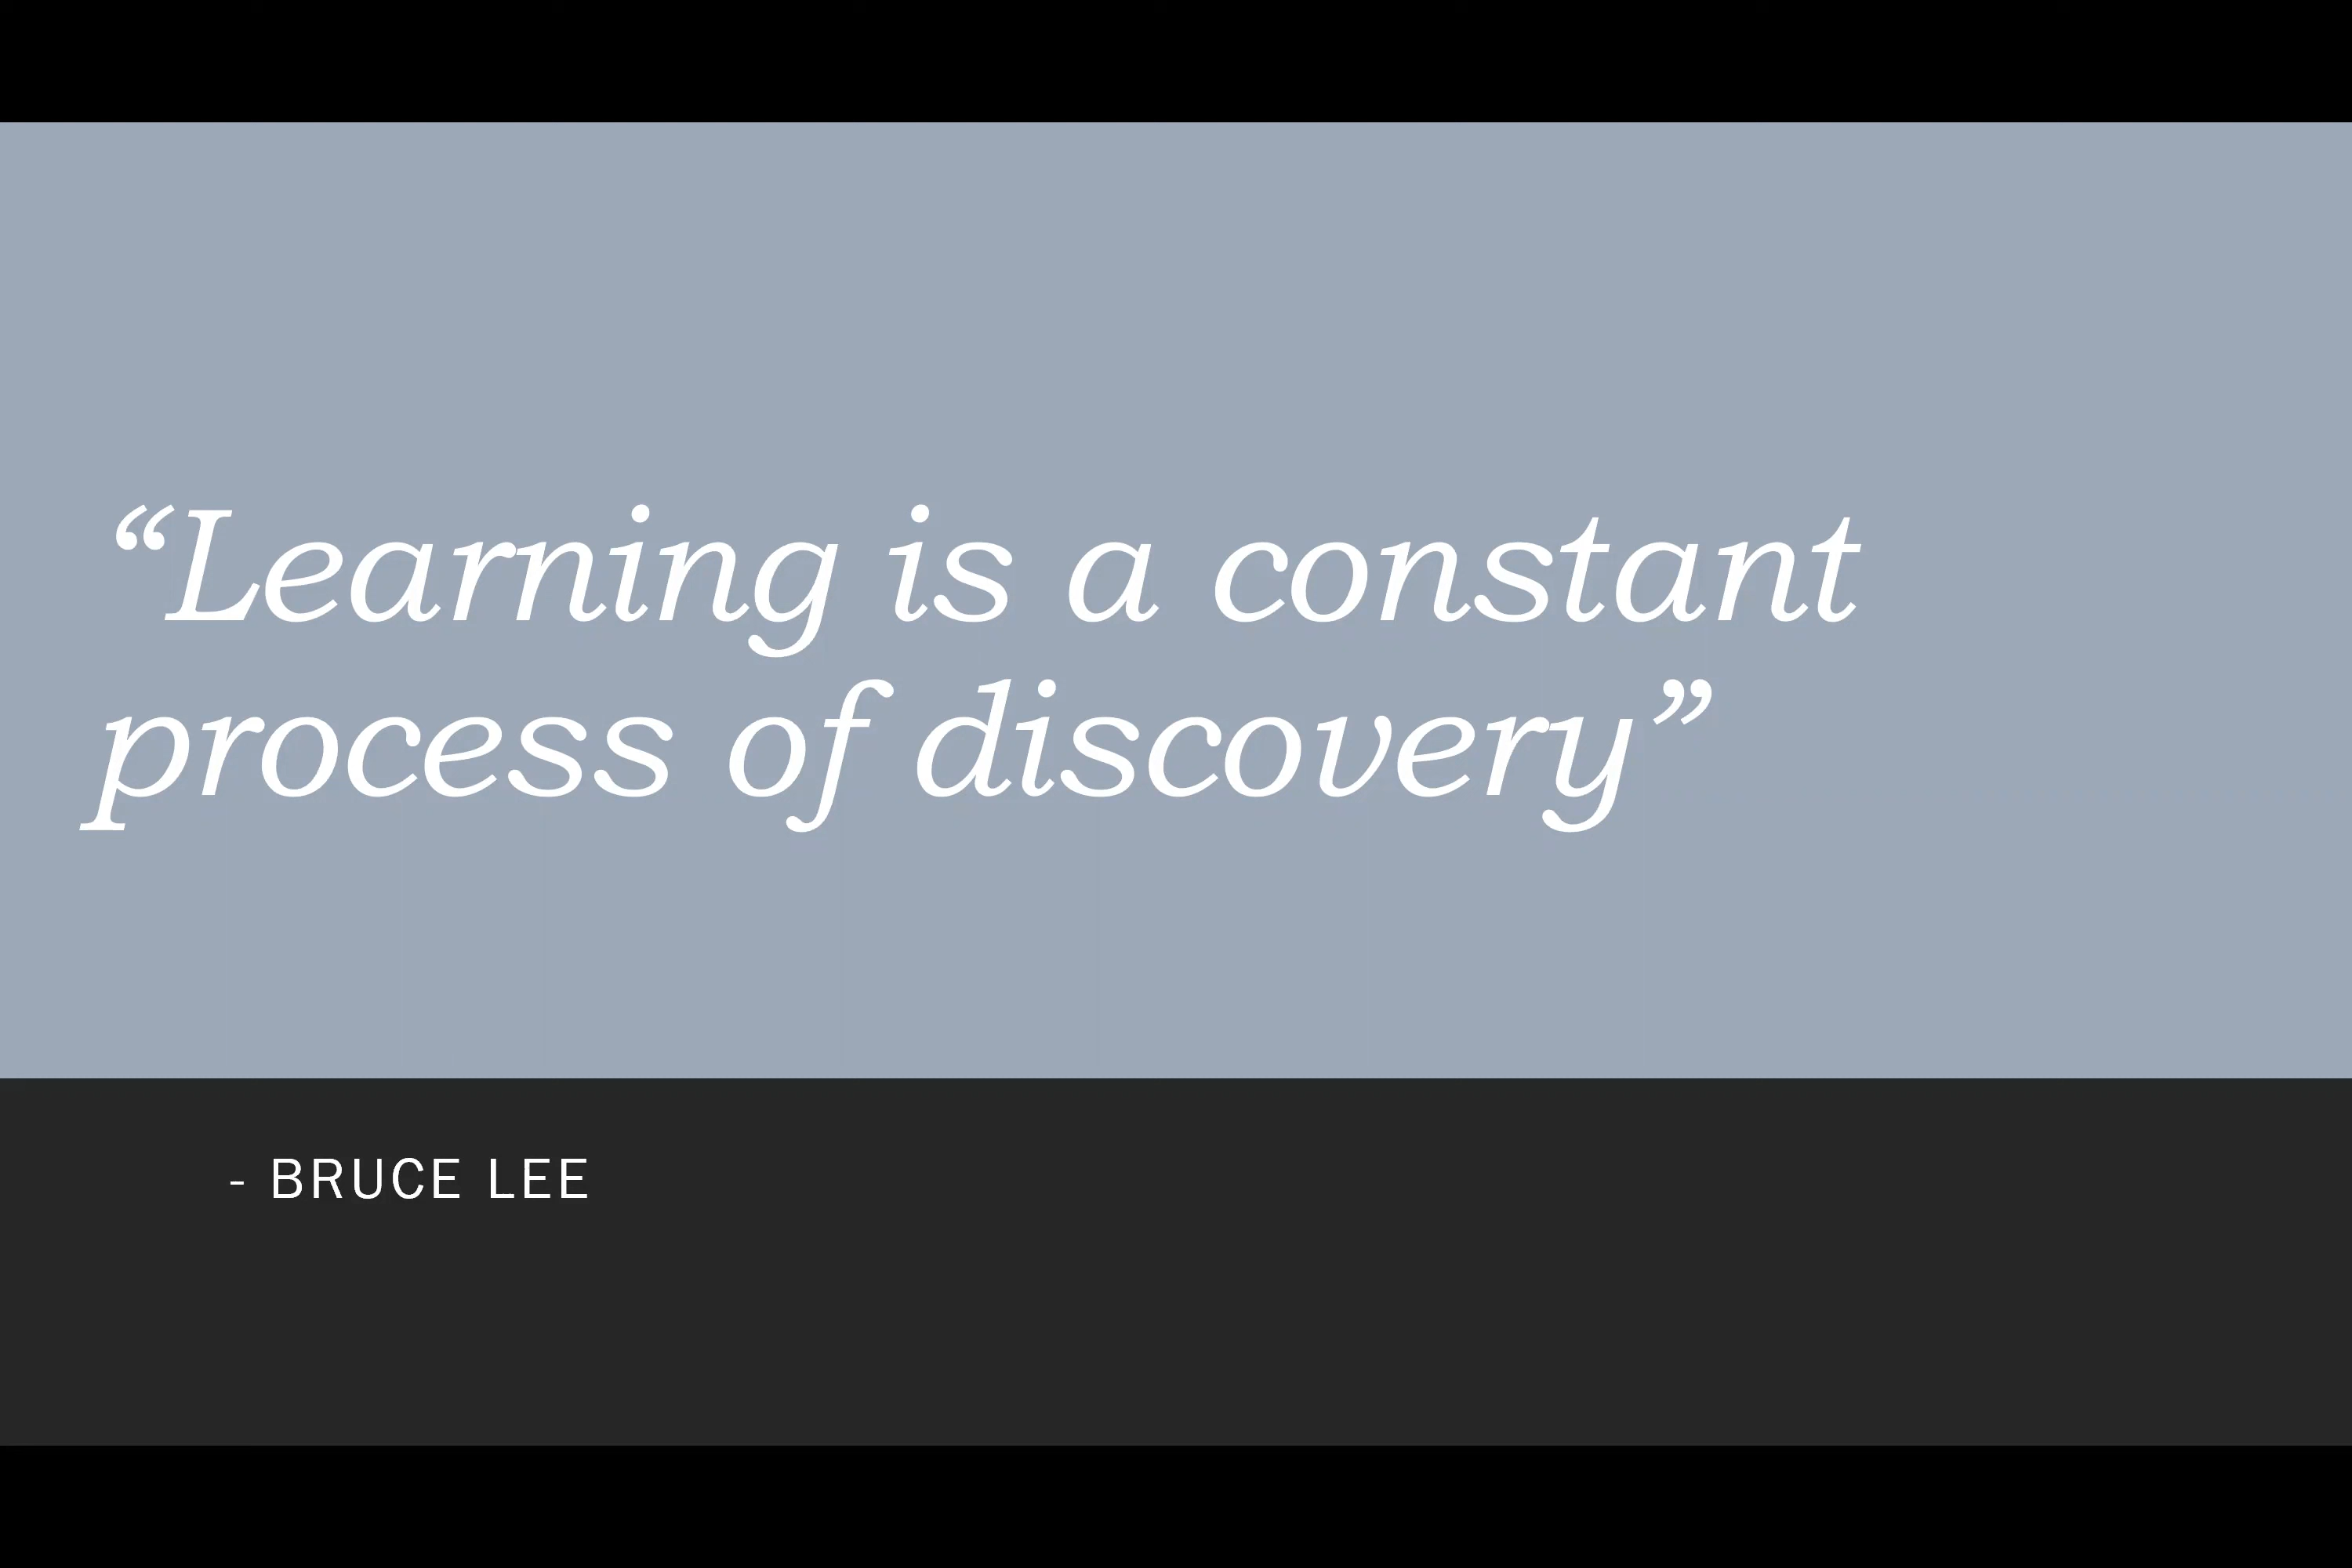 “Learning is a constant
process of discovery”
- BRUCE LEE